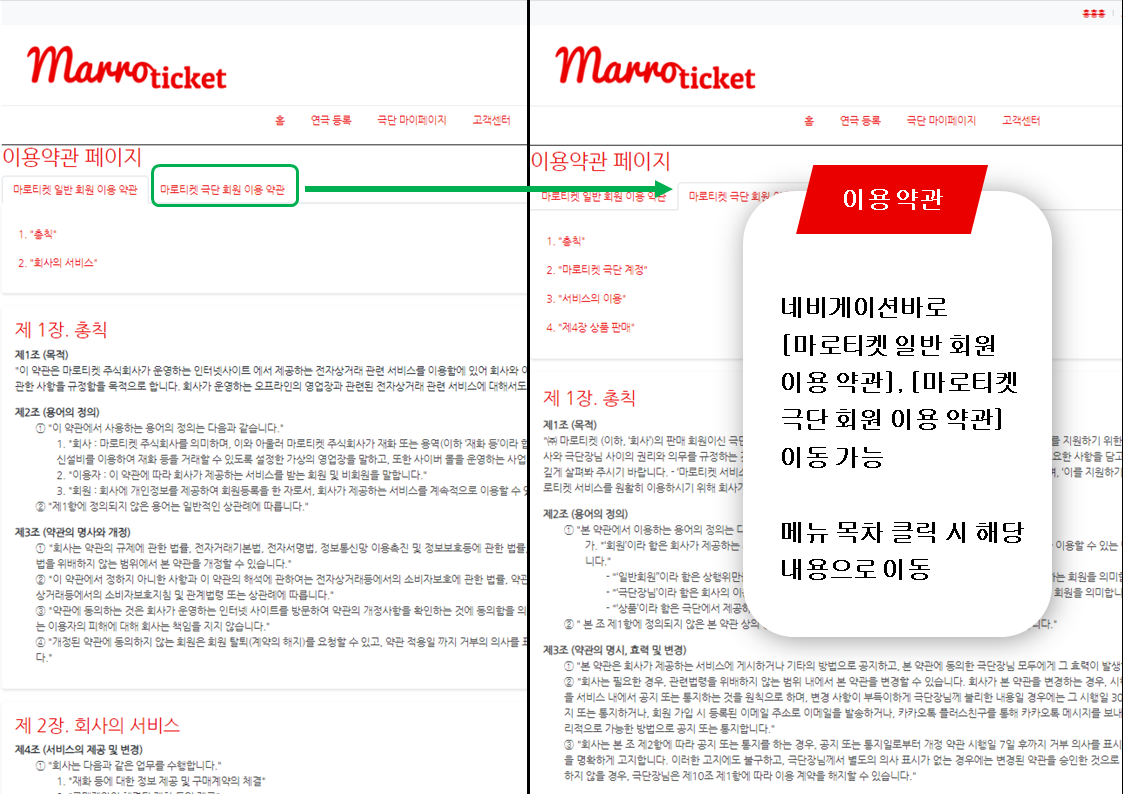 Marroticket
홈 연극 등록 극단 마이페이지 고객센터
이용약관 페이지
마로티켓 일반 회원 이용 약관 마로티켓 극단 회원 이용 약관
1. "총칙"
2. "회사의 서비스"
제 1장. 총칙
제1조 (목적)
"이 약관은 마로티켓 주식회사가 운영하는 인터넷사이트 에서 제공하는 전자상거래 관련 서비스를 이용함에 있어 회사와 이
관한 사항을 규정함을 목적으로 합니다. 회사가 운영하는 오프라인의 영업장과 관련된 전자상거래 관련 서비스에 대해서도
제2조 (용어의 정의)
① "이 약관에서 사용하는 용어의 정의는 다음과 같습니다."
1. "회사 : 마로티켓 주식회사를 의미하며, 이와 아울러 마로티켓 주식회사가 재화 또는 용역(이하 '재화 등'이라 함
신설비를 이용하여 재화 등을 거래할 수 있도록 설정한 가상의 영업장을 말하고, 또한 사이버 몰을 운영하는 사업
2. "이용자 : 이 약관에 따라 회사가 제공하는 서비스를 받는 회원 및 비회원을 말합니다."
3. "회원 : 회사에 개인정보를 제공하여 회원등록을 한 자로서, 회사가 제공하는 서비스를 계속적으로 이용할 수 있
② "제1항에 정의되지 않은 용어는 일반적인 상관례에 따릅니다."
제3조 (약관의 명사와 개정)
① "회사는 약관의 규제에 관한 법률, 전자거래기본법, 전자서명법, 정보통신망 이용촉진 및 정보보호등에 관한 법률,
법을 위배하지 않는 범위에서 본 약관을 개정할 수 있습니다."
② "이 약관에서 정하지 아니한 사항과 이 약관의 해석에 관하여는 전자상거래등에서의 소비자보호에 관한 법률, 약관
상거래등에서의 소비자보호지침 및 관계법령 또는 상관례에 따릅니다."
③ "약관에 동의하는 것은 회사가 운영하는 인터넷 사이트를 방문하여 약관의 개정사항을 확인하는 것에 동의함을 의
는 이용자의 피해에 대해 회사는 책임을 지지 않습니다."
④ "개정된 약관에 동의하지 않는 회원은 회원 탈퇴(계약의 해지)를 요청할 수 있고, 약관 적용일 까지 거부의 의사를 표
다."
제 2장. 회사의 서비스
제4조 (서비스의 제공 및 변경)
① "회사는 다음과 같은 업무를 수행합니다."
1. "재화 등에 대한 정보 제공 및 구매계약의 체결"
Marroticket
홈 연극 등록 극단 마이페이지 고객센터
이용약관 페이지
마로티켓 일반 회원 이용 약관 마로티켓 극단 회원
1. "총칙"
2. "마로티켓 극단 계정"
3. "서비스의 이용"
4. "제4장 상품 판매"
제 1장. 총칙
제1조 (목적)
"㈜ 마로티켓 (이하, '회사')의 판매 회원이신 극단 를 지원하기 위한
사와 극단장님 사이의 권리와 의무를 규정하는 요한 사항을 담고
깊게 살펴봐 주시기 바랍니다. - '마로티켓 서비스 며, '이를 지원하기
로티켓 서비스를 원활히 이용하시기 위해 회사가
제2조 (용어의 정의)
① "본 약관에서 이용하는 용어의 정의는 다
가. "'회원'이라 함은 회사가 제공하는 이용할 수 있는
니다."
- "'일반회원'이라 함은 상행위만 는 회원을 의미합
- "'극단장님'이라 함은 회사의 이 회원을 의미합니
- "'상품'이라 함은 극단에서 제공하
② " 본 조 제1항에 정의되지 않은 본 약관 상의 다."
제3조 (약관의 명시, 효력 및 변경)
① "본 약관은 회사가 제공하는 서비스에 게시하거나 기타의 방법으로 공지하고, 본 약관에 동의한 극단장님 모두에게 그 효력이 발생
② "회사는 필요한 경우, 관련법령을 위배하지 않는 범위 내에서 본 약관을 변경할 수 있습니다. 회사가 본 약관을 변경하는 경우, 시행
을 서비스 내에서 공지 또는 통지하는 것을 원칙으로 하며, 변경 사항이 부득이하게 극단장님께 불리한 내용일 경우에는 그 시행일 30
지 또는 통지하거나, 회원 가입 시 등록된 이메일 주소로 이메일을 발송하거나, 카카오톡 플러스친구를 통해 카카오톡 메시지를 보내
리적으로 가능한 방법으로 공지 또는 통지합니다."
③ "회사는 본 조 제2항에 따라 공지 또는 통지를 하는 경우, 공지 또는 통지일로부터 개정 약관 시행일 7일 후까지 거부 의사를 표시
을 명확하게 고지합니다. 이러한 고지에도 불구하고, 극단장님께서 별도의 의사 표시가 없는 경우에는 변경된 약관을 승인한 것으로
하지 않을 경우, 극단장님은 제10조 제1항에 따라 이용 계약을 해지할 수 있습니다."
이용 약관
네비게이션바로
[마로티켓 일반 회원
이용 약관], [마로티켓
극단 회원 이용 약관]
이동 가능
메뉴 목차 클릭 시 해당
내용으로 이동